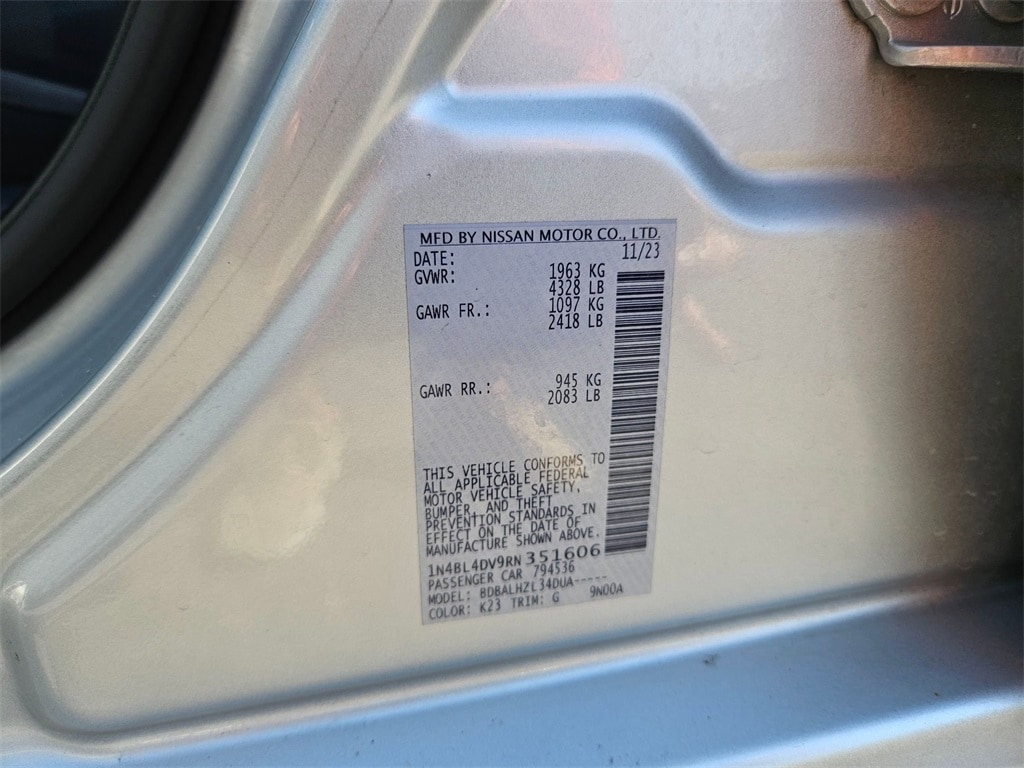 MFD BY NISSAN MOTOR CO., LTD.
DATE: 11/23
GVWR: 1963 KG
4328 LB
GAWR FR.: 1097 KG
2418 LB
GAWR RR.: 945 KG
2083 LB
THIS VEHICLE CONFORMS TO
ALL APPLICABLE FEDERAL
MOTOR VEHICLE SAFETY,
BUMPER, AND THEFT
PREVENTION STANDARDS IN
EFFECT ON THE DATE OF
MANUFACTURE SHOWN ABOVE.
1N4BL4DV9RN351606
PASSENGER CAR 794536
MODEL: BDBALHZL34DUA-----
COLOR: K23 TRIM: G 9N00A